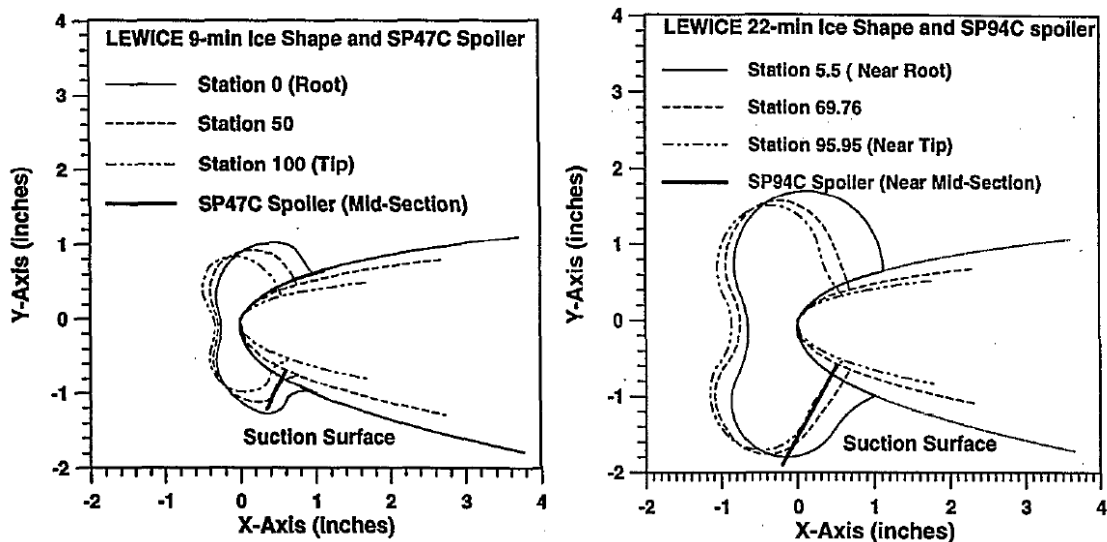 LEWICE 9-min Ice Shape and SP47C Spoiler
Station 0 (Root)
Station 50
Station 100 (Tip)
SP47C Spoiler (Mid-Section)
Suction Surface
Y-Axis (inches)
4
3
2
1
0
-1
-2
-2
-1
0
1
2
3
4
X-Axis (inches)
LEWICE 22-min Ice Shape and SP94C spoiler
Station 5.5 ( Near Root)
Station 69.76
Station 95.95 (Near Tip)
SP94C Spoiler (Near Mid-Section)
Suction Surface
Y-Axis (inches)
4
3
2
1
0
-1
-2
-2
-1
0
1
2
3
4
X-Axis (inches)